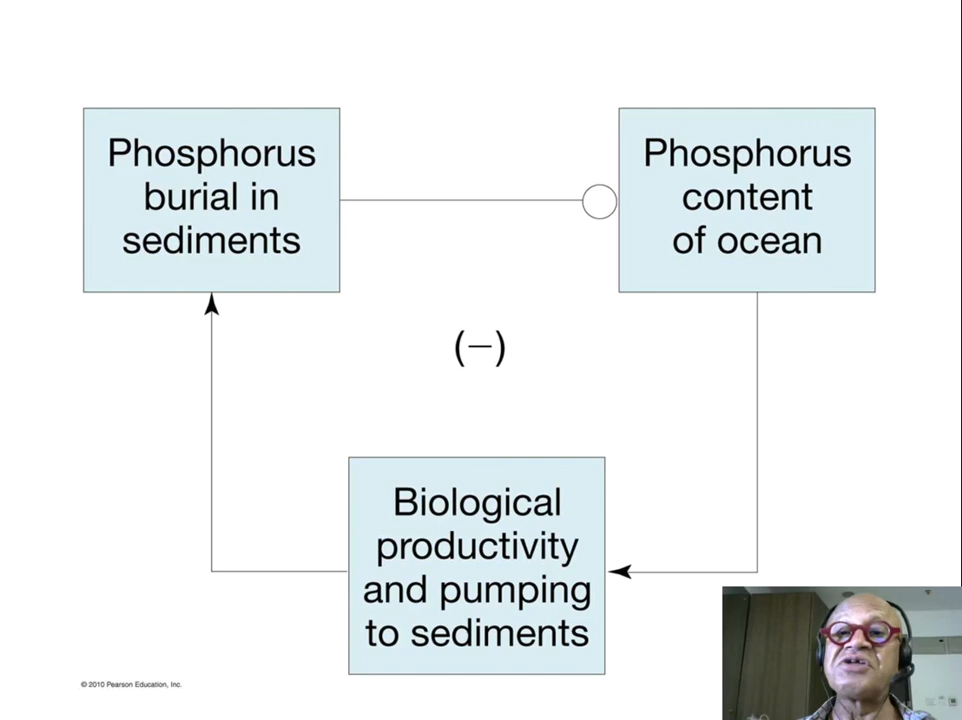 Phosphorus
burial in
sediments
Phosphorus
content
of ocean
(–)
Biological
productivity
and pumping
to sediments
© 2010 Pearson Education, Inc.